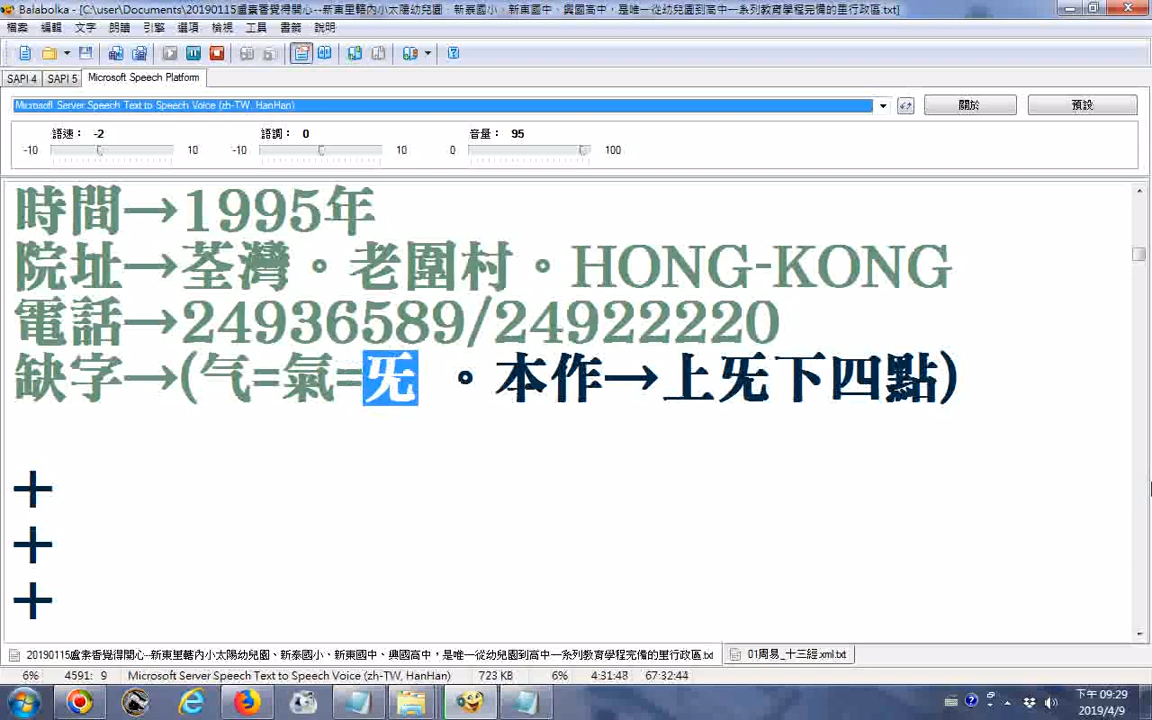 Balabolka - [C:\user\Documents\20190115盧素香覺得開心--新東里轄內小太陽幼兒園、新泰國小、新東國中、興國高中，是唯一從幼兒園到高中一系列教育學程完備的里行政區.txt]
檔案 編輯 文字 朗讀 引擎 選項 檢視 工具 書籤 說明
SAPI 4 SAPI 5 Microsoft Speech Platform
Microsoft Server Speech Text to Speech Voice (zh-TW, HanHan) 關於 預設
語速： -2 語調： 0 音量： 95
-10 10 -10 10 0 100
時間→1995年
院址→荃灣。老圍村。HONG-KONG
電話→24936589/24922220
缺字→(气=氣=旡 。本作→上旡下四點)
+
+
+
20190115盧素香覺得開心--新東里轄內小太陽幼兒園、新泰國小、新東國中、興國高中，是唯一從幼兒園到高中一系列教育學程完備的里行政區.txt 01周易_十三經.xml.txt
6% 4591: 9 Microsoft Server Speech Text to Speech Voice (zh-TW, HanHan) 723 KB 6% 4:31:48 67:32:44
下午 09:29
2019/4/9